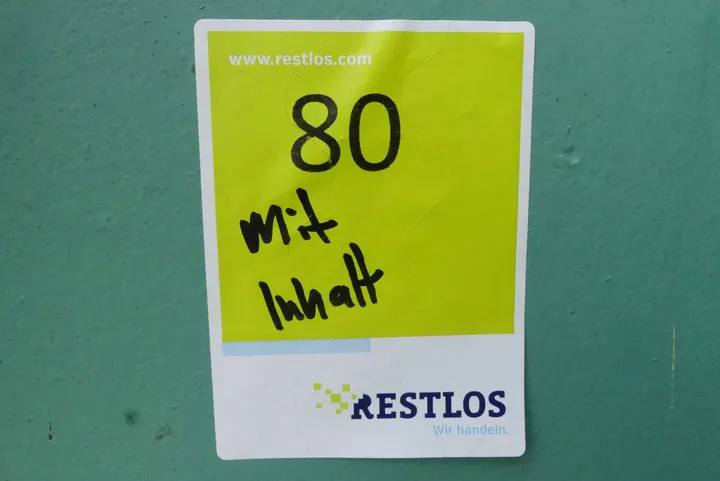 www.restlos.com
80
Mit
Inhalt
RESTLOS
Wir handeln.